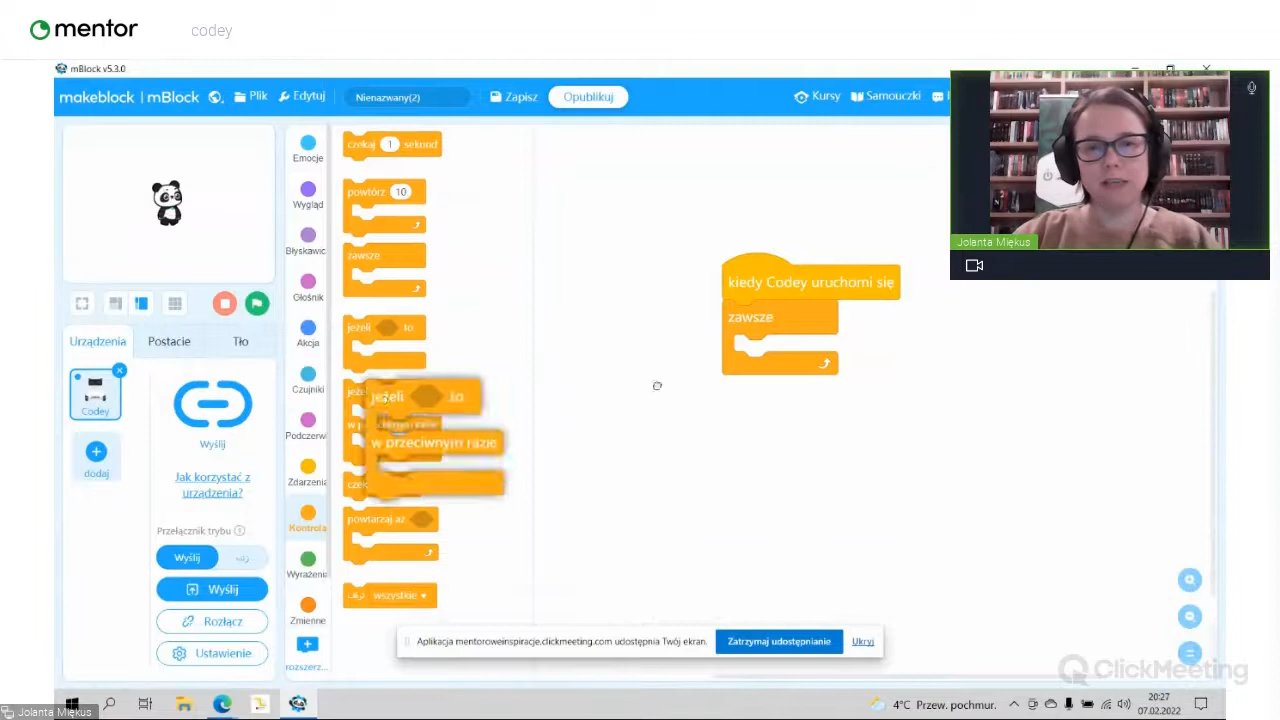 mentor
codey
mBlock v5.3.0
makeblock | mBlock
Plik
Edytuj
Nienazwany(2)
Zapisz
Opublikuj
Kursy
Samouczki
Jolanta Miękus
Urządzenia
Postacie
Tło
Codey
dodaj
Wyślij
Jak korzystać z
urządzenia?
Przełącznik trybu
Wyślij
Wyślij
Rozłącz
Ustawienie
Emocje
Wygląd
Błyskawic
Głośnik
Akcja
Czujniki
Podczerw
Zdarzenia
Kontrola
Wyrażenia
Zmienne
rozszerz...
czekaj 1 sekund
powtórz 10
zawsze
jeżeli to
jeżeli to
w przeciwnym razie
powtarzaj aż
wszystkie
kiedy Codey uruchomi się
zawsze
Aplikacja mentoroweinspiracje.clickmeeting.com udostępnia Twój ekran.
Zatrzymaj udostępnianie
Ukryj
ClickMeeting
Jolanta Miękus
4°C Przew. pochmur.
20:27
07.02.2022